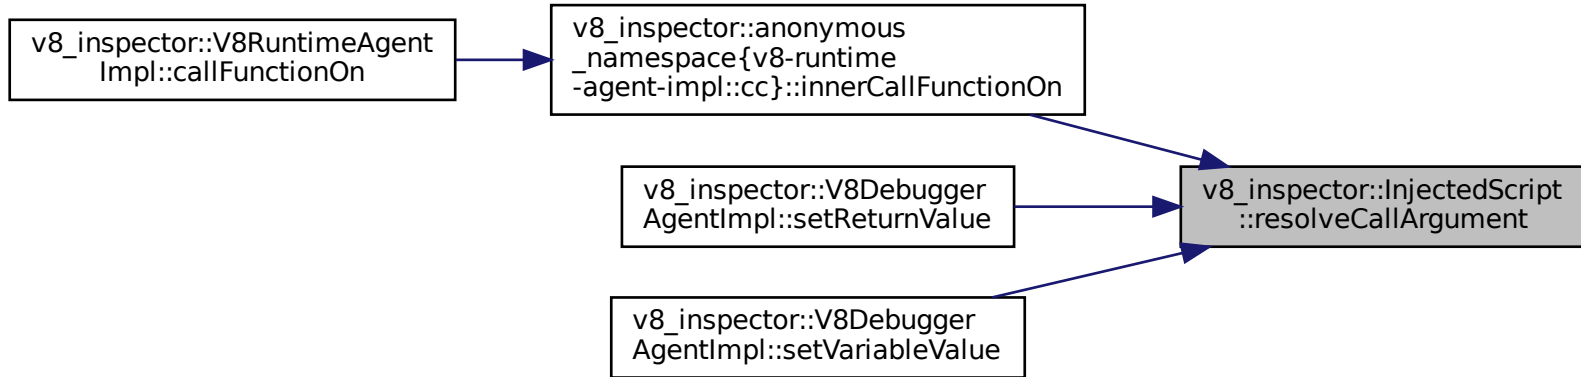 v8_inspector::V8RuntimeAgent
Impl::callFunctionOn
v8_inspector::anonymous
_namespace{v8-runtime
-agent-impl::cc}::innerCallFunctionOn
v8_inspector::V8Debugger
AgentImpl::setReturnValue
v8_inspector::InjectedScript
::resolveCallArgument
v8_inspector::V8Debugger
AgentImpl::setVariableValue